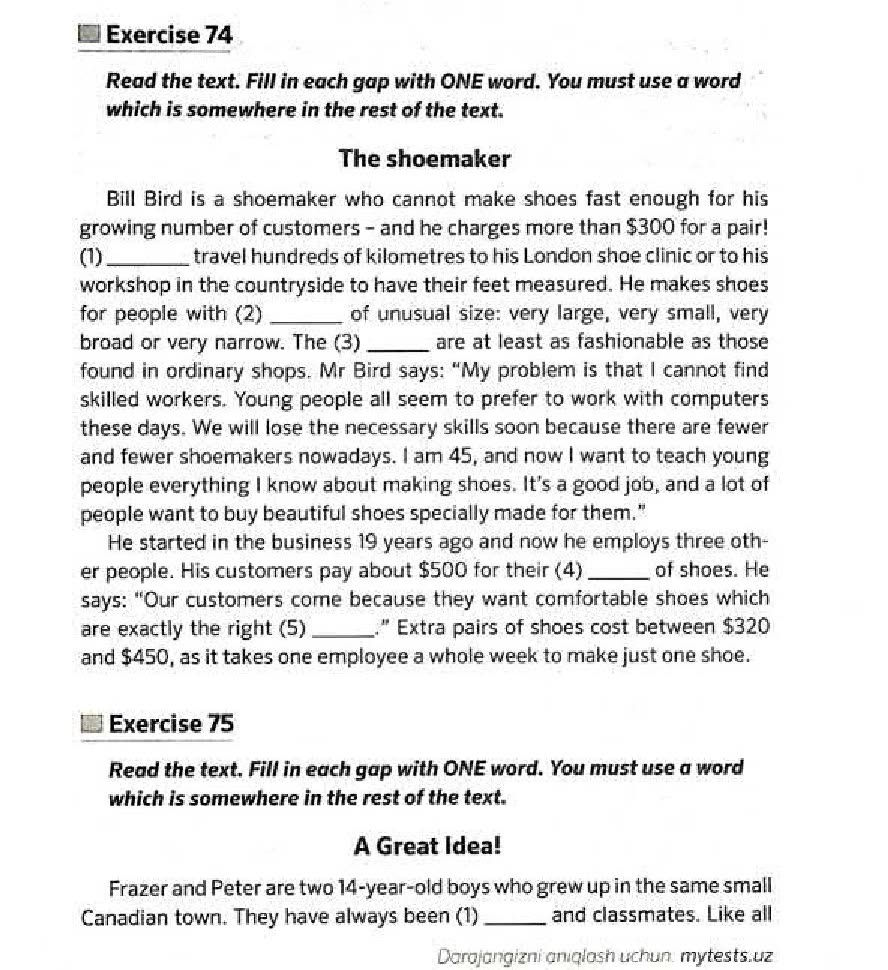 Exercise 74
Read the text. Fill in each gap with ONE word. You must use a word
which is somewhere in the rest of the text.
The shoemaker
Bill Bird is a shoemaker who cannot make shoes fast enough for his
growing number of customers – and he charges more than $300 for a pair!
(1) ________ travel hundreds of kilometres to his London shoe clinic or to his
workshop in the countryside to have their feet measured. He makes shoes
for people with (2) _______ of unusual size: very large, very small, very
broad or very narrow. The (3) ______ are at least as fashionable as those
found in ordinary shops. Mr Bird says: “My problem is that I cannot find
skilled workers. Young people all seem to prefer to work with computers
these days. We will lose the necessary skills soon because there are fewer
and fewer shoemakers nowadays. I am 45, and now I want to teach young
people everything I know about making shoes. It’s a good job, and a lot of
people want to buy beautiful shoes specially made for them.”
He started in the business 19 years ago and now he employs three oth-
er people. His customers pay about $500 for their (4) ______ of shoes. He
says: “Our customers come because they want comfortable shoes which
are exactly the right (5) ______.” Extra pairs of shoes cost between $320
and $450, as it takes one employee a whole week to make just one shoe.
Exercise 75
Read the text. Fill in each gap with ONE word. You must use a word
which is somewhere in the rest of the text.
A Great Idea!
Frazer and Peter are two 14-year-old boys who grew up in the same small
Canadian town. They have always been (1) ______ and classmates. Like all
Darajangizni aniqlash uchun: mytests.uz